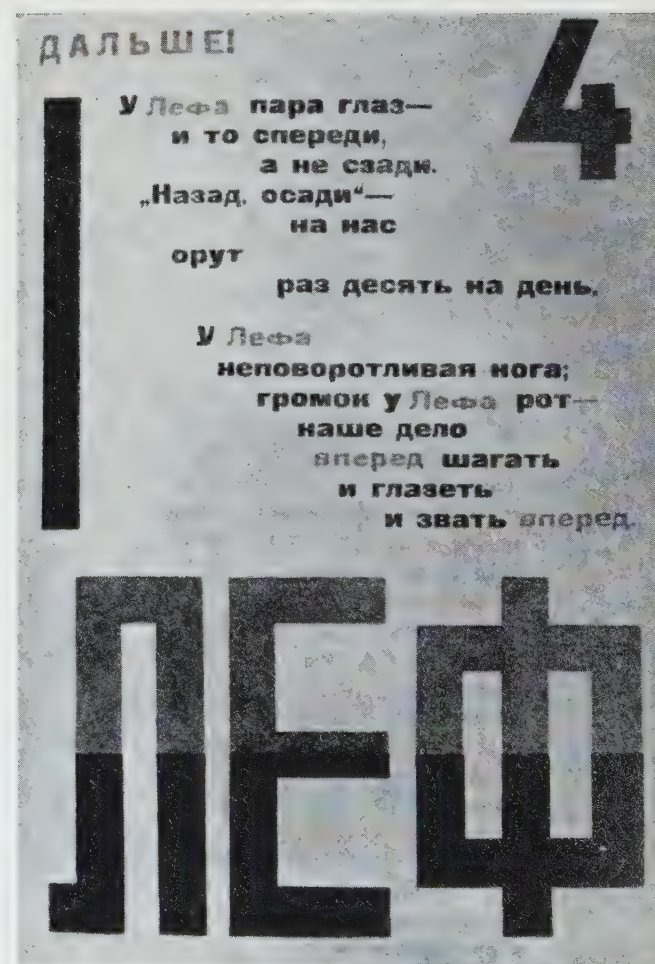 ДАЛЬШЕ!
4
У Лефа пара глаз—
и то спереди,
а не сзади.
„Назад, осади“—
на нас
орут
раз десять на день.
У Лефа
неповоротливая нога;
громок у Лефа рот—
наше дело
вперед шагать
и глазеть
и звать вперед.
ЛЕФ